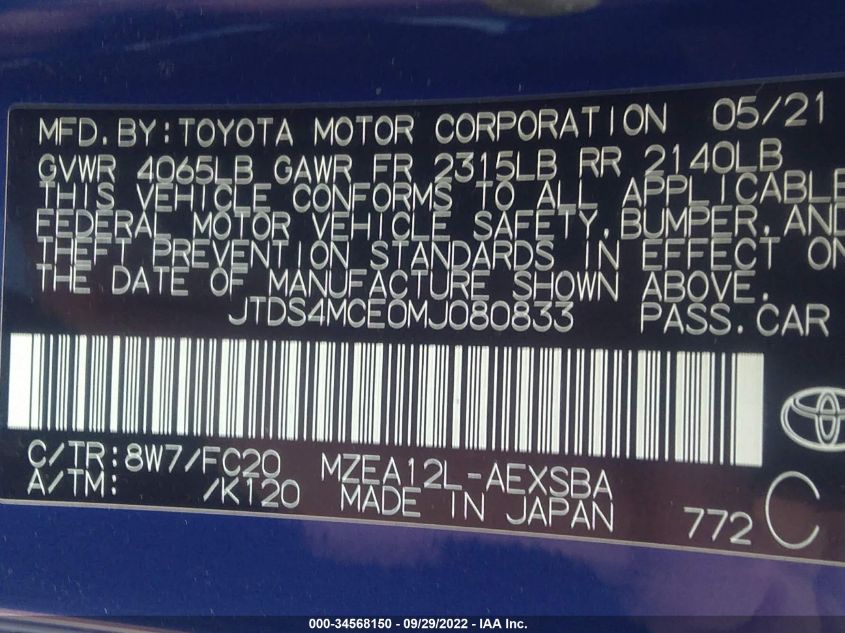 MFD. BY: TOYOTA MOTOR CORPORATION 05/21
GVWR 4065LB GAWR FR 2315LB RR 2140LB
THIS VEHICLE CONFORMS TO ALL APPLICABLE
FEDERAL MOTOR VEHICLE SAFETY, BUMPER, AND
THEFT PREVENTION STANDARDS IN EFFECT ON
THE DATE OF MANUFACTURE SHOWN ABOVE.
JTDS4MCE0MJ080833 PASS. CAR
C/TR: 8W7/FC20 MZEA12L-AEXSBA
A/TM: /K120 MADE IN JAPAN 772 C
000-34568150 - 09/29/2022 - IAA Inc.